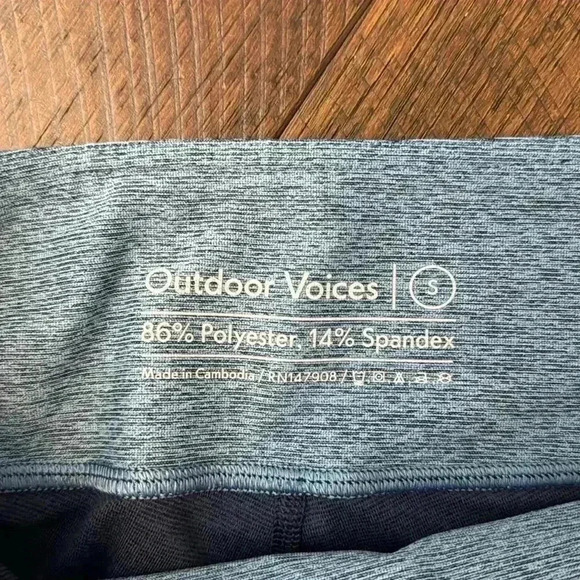 Outdoor Voices | S
86% Polyester, 14% Spandex
Made in Cambodia / RN147908 /